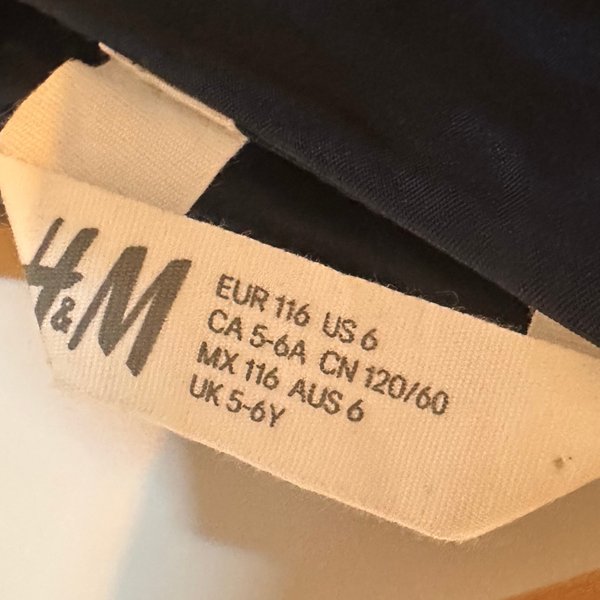 H&M
EUR 116 US 6
CA 5-6A CN 120/60
MX 116 AUS 6
UK 5-6Y